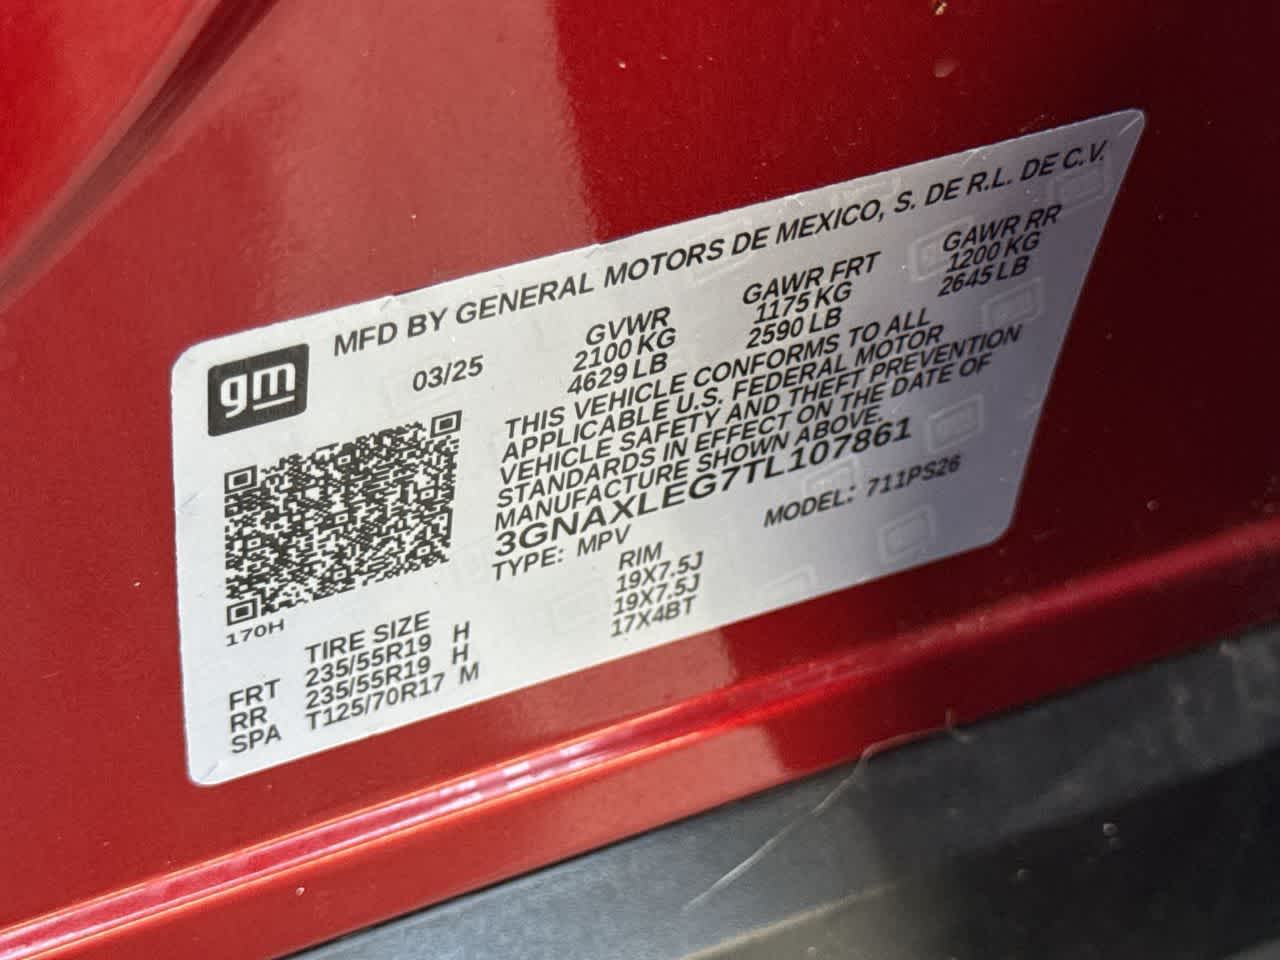 MFD BY GENERAL MOTORS DE MEXICO, S. DE R.L. DE C.V.
gm
03/25
GVWR GAWR FRT GAWR RR
2100 KG 1175 KG 1200 KG
4629 LB 2590 LB 2645 LB
THIS VEHICLE CONFORMS TO ALL
APPLICABLE U.S. FEDERAL MOTOR
VEHICLE SAFETY AND THEFT PREVENTION
STANDARDS IN EFFECT ON THE DATE OF
MANUFACTURE SHOWN ABOVE.
3GNAXLEG7TL107861
TYPE: MPV MODEL: 711PS26
170H
TIRE SIZE RIM
FRT 235/55R19 H 19X7.5J
RR 235/55R19 H 19X7.5J
SPA T125/70R17 M 17X4BT